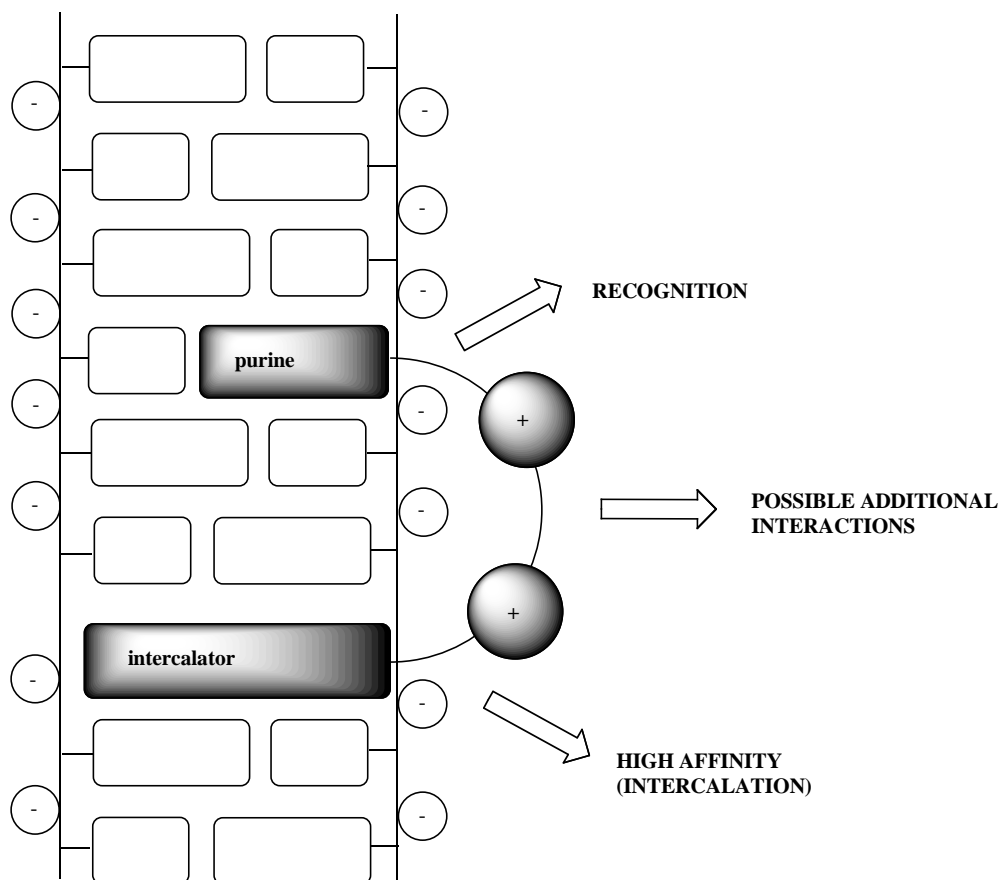 -
-
-
-
-
-
RECOGNITION
-
purine
-
-
+
-
-
POSSIBLE ADDITIONAL
INTERACTIONS
+
intercalator
-
-
HIGH AFFINITY
(INTERCALATION)
-
-